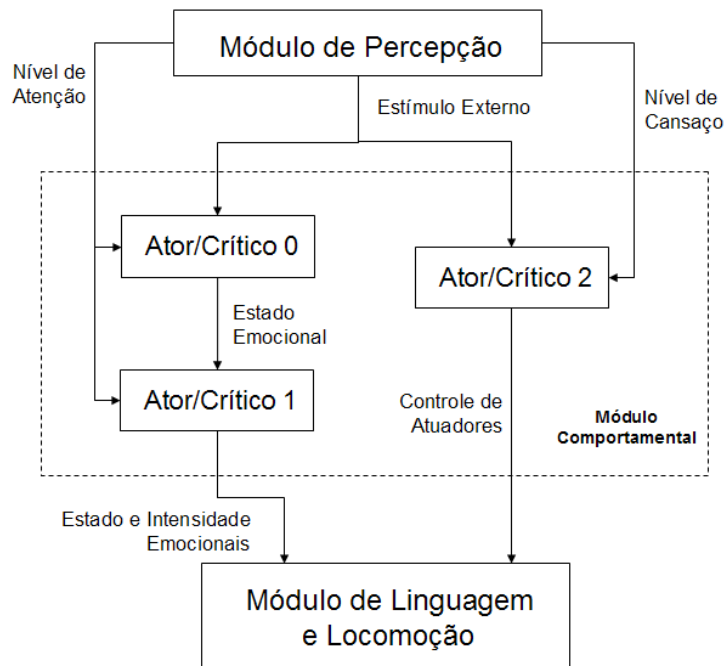 Módulo de Percepção
Nível de
Atenção
Estímulo Externo
Nível de
Cansaço
Ator/Crítico 0
Ator/Crítico 2
Estado
Emocional
Ator/Crítico 1
Controle de
Atuadores
Módulo
Comportamental
Estado e Intensidade
Emocionais
Módulo de Linguagem
e Locomoção